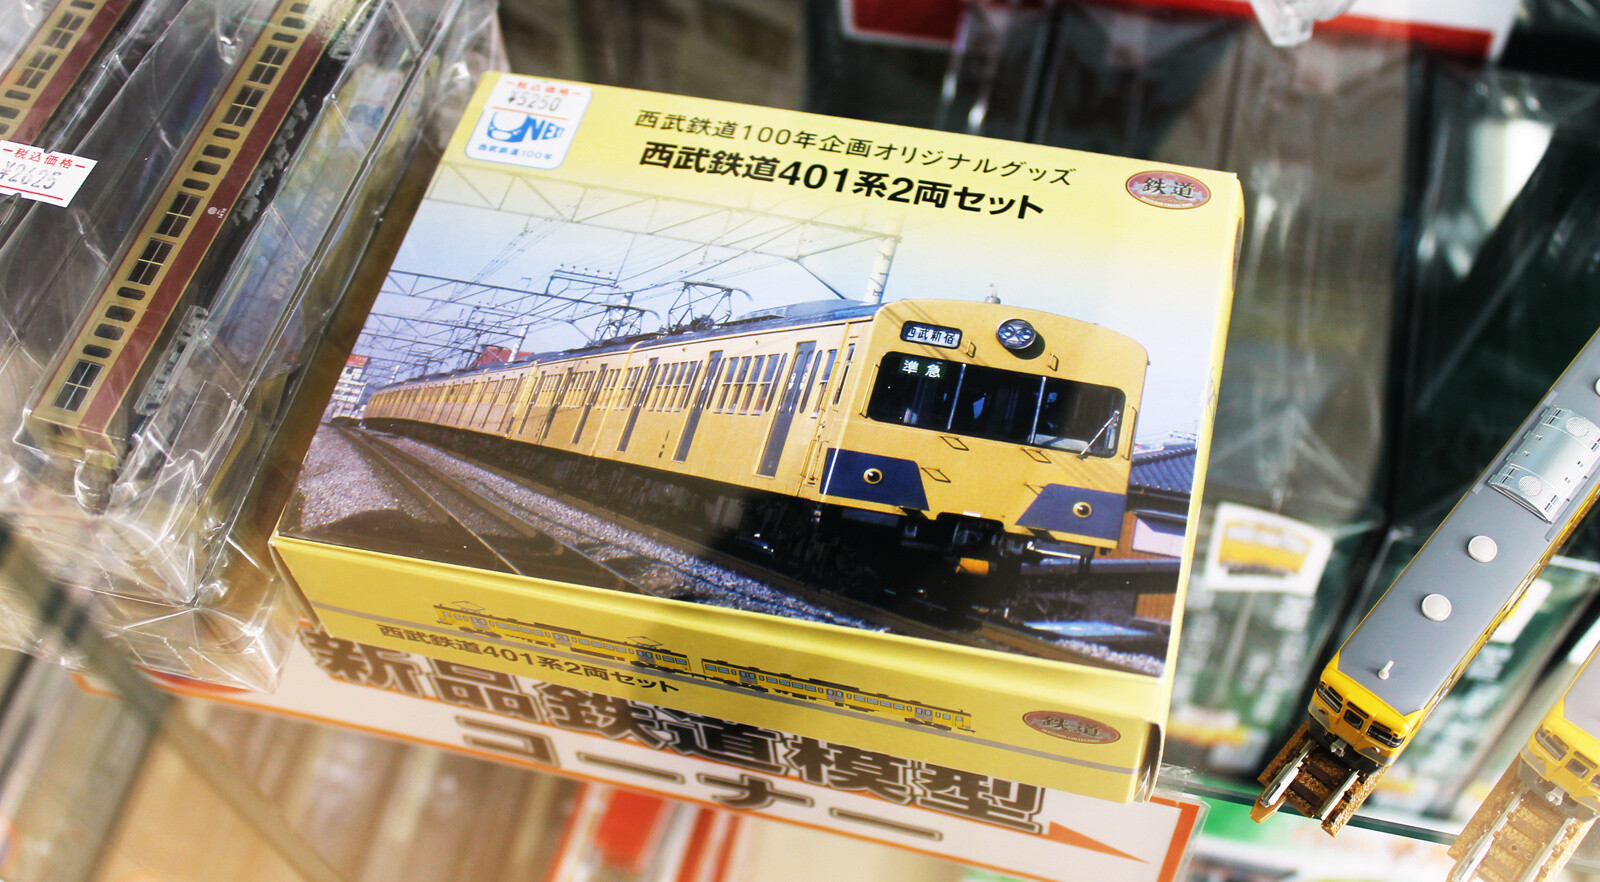 税込価格
¥5250
NEXT
西武鉄道100年
西武鉄道100年企画オリジナルグッズ
西武鉄道401系2両セット
鉄道
税込価格
¥2625
西武新宿
準急
西武鉄道401系2両セット
鉄道
新品鉄道模型
コーナー